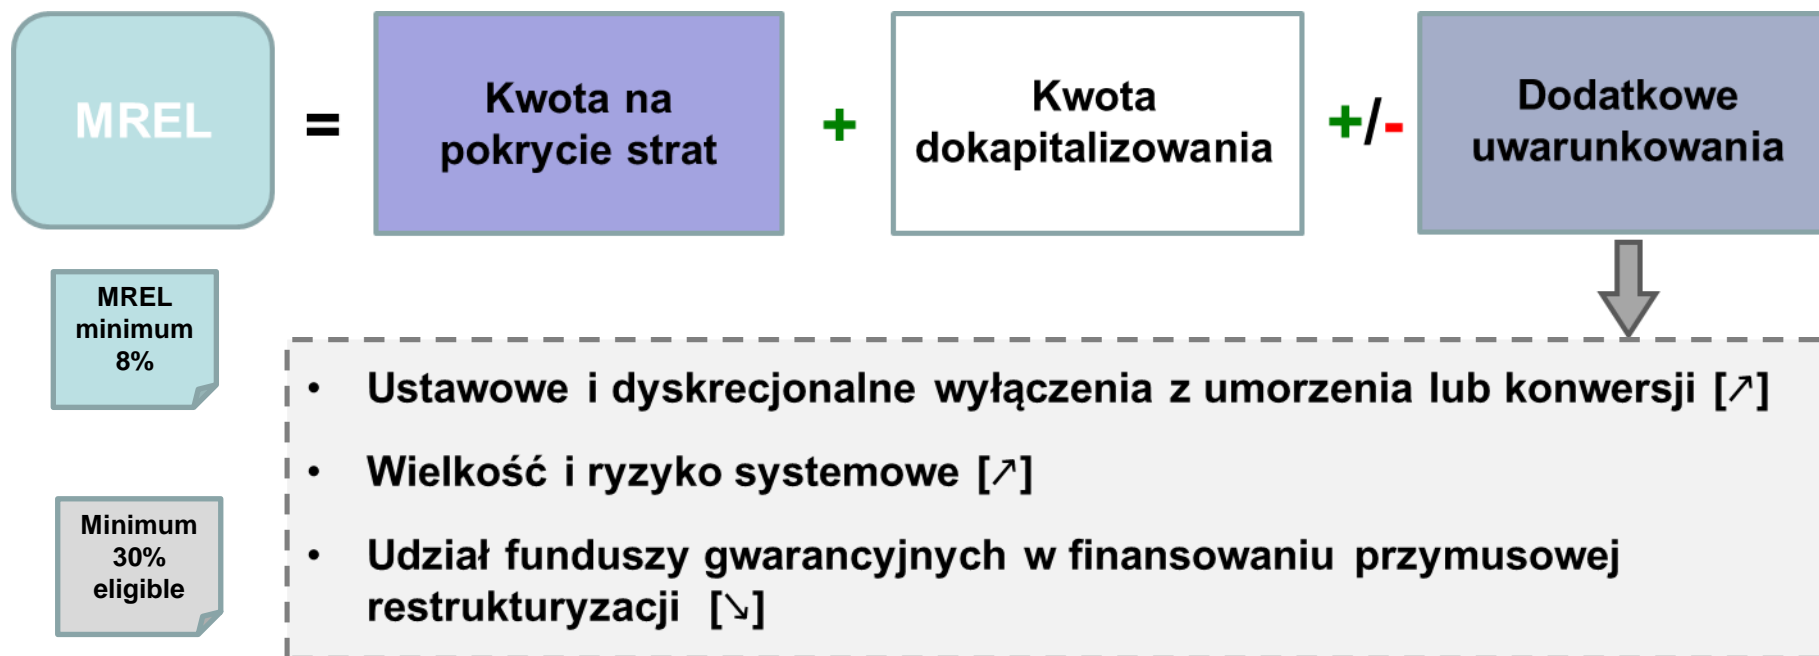 MREL
=
Kwota na
pokrycie strat
+
Kwota
dokapitalizowania
+/-
Dodatkowe
uwarunkowania
MREL
minimum
8%
Minimum
30%
eligible
• Ustawowe i dyskrecjonalne wyłączenia z umorzenia lub konwersji [↗]
• Wielkość i ryzyko systemowe [↗]
• Udział funduszy gwarancyjnych w finansowaniu przymusowej
restrukturyzacji [↘]